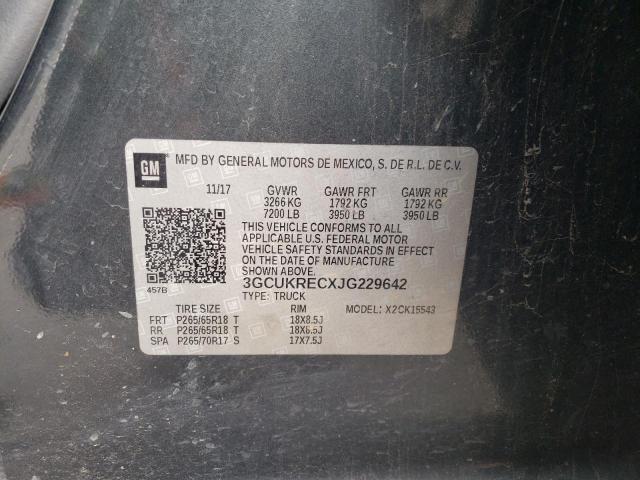 GM MFD BY GENERAL MOTORS DE MEXICO, S. DE R.L. DE C.V.
11/17 GVWR GAWR FRT GAWR RR
3266 KG 1792 KG 1792 KG
7200 LB 3950 LB 3950 LB
THIS VEHICLE CONFORMS TO ALL
APPLICABLE U.S. FEDERAL MOTOR
VEHICLE SAFETY STANDARDS IN EFFECT
ON THE DATE OF MANUFACTURE
SHOWN ABOVE.
457B 3GCUKRECXJG229642
TYPE: TRUCK
TIRE SIZE RIM MODEL: X2CK15543
FRT P265/65R18 T 18X8.5J
RR P265/65R18 T 18X8.5J
SPA P265/70R17 S 17X7.5J